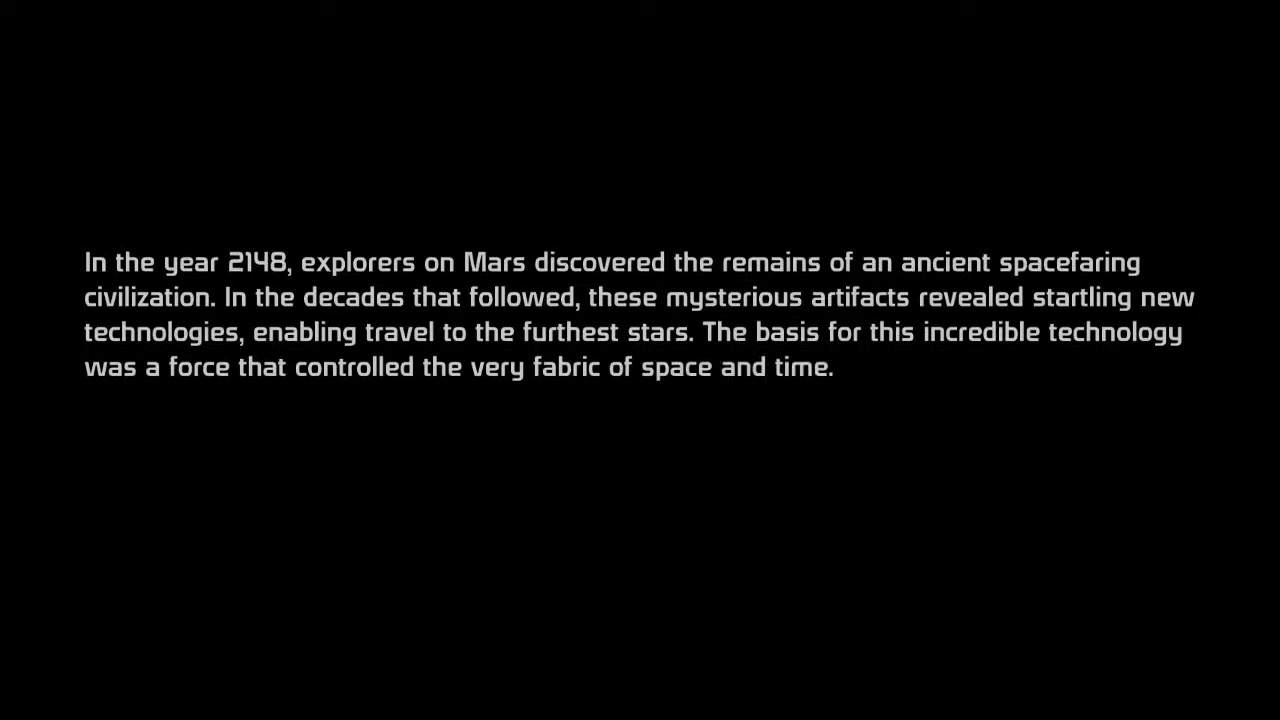 In the year 2148, explorers on Mars discovered the remains of an ancient spacefaring
civilization. In the decades that followed, these mysterious artifacts revealed startling new
technologies, enabling travel to the furthest stars. The basis for this incredible technology
was a force that controlled the very fabric of space and time.